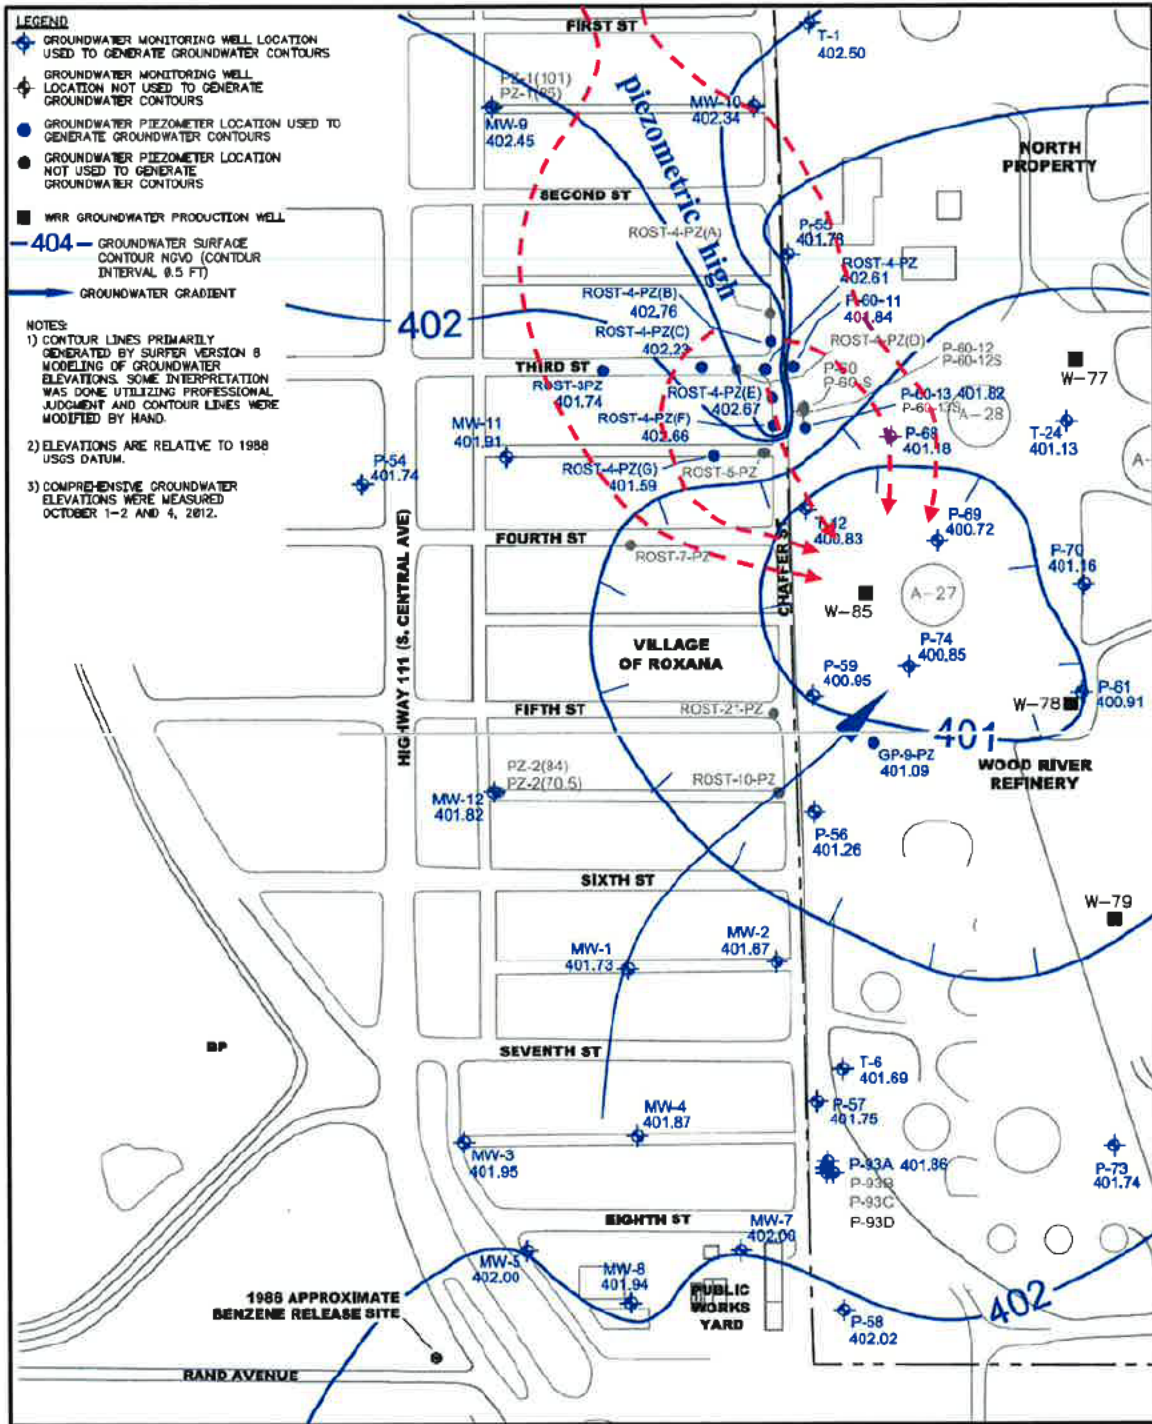 LEGEND
GROUNDWATER MONITORING WELL LOCATION
USED TO GENERATE GROUNDWATER CONTOURS
GROUNDWATER MONITORING WELL
LOCATION NOT USED TO GENERATE
GROUNDWATER CONTOURS
GROUNDWATER PIEZOMETER LOCATION USED TO
GENERATE GROUNDWATER CONTOURS
GROUNDWATER PIEZOMETER LOCATION
NOT USED TO GENERATE
GROUNDWATER CONTOURS
WRR GROUNDWATER PRODUCTION WELL
404 GROUNDWATER SURFACE
CONTOUR NGVD (CONTOUR
INTERVAL 0.5 FT)
GROUNDWATER GRADIENT
NOTES:
1) CONTOUR LINES PRIMARILY
GENERATED BY SURFER VERSION 8
MODELING OF GROUNDWATER
ELEVATIONS. SOME INTERPRETATION
WAS DONE UTILIZING PROFESSIONAL
JUDGMENT AND CONTOUR LINES WERE
MODIFIED BY HAND.
2) ELEVATIONS ARE RELATIVE TO 1988
USGS DATUM.
3) COMPREHENSIVE GROUNDWATER
ELEVATIONS WERE MEASURED
OCTOBER 1-2 AND 4, 2012.
FIRST ST
T-1
402.50
PZ-1(101)
PZ-1(85)
MW-9
402.45
MW-10
402.34
piezometric high
NORTH
PROPERTY
SECOND ST
ROST-4-PZ(A)
P-55
401.78
ROST-4-PZ
402.61
ROST-4-PZ(B)
402.76
P-60-11
401.84
402
ROST-4-PZ(C)
402.23
ROST-4-PZ(D)
P-60-12
P-60-12S
THIRD ST
P-60
P-60-S
W-77
ROST-3PZ
401.74
ROST-4-PZ(E)
402.67
P-60-13 401.82
P-60-13S
A-28
ROST-4-PZ(F)
402.66
MW-11
401.91
P-68
401.18
T-24
401.13
A-
P-54
401.74
ROST-4-PZ(G)
401.59
ROST-5-PZ
T-12
400.83
P-69
400.72
FOURTH ST
ROST-7-PZ
CHAFFER ST
HIGHWAY 111 (S. CENTRAL AVE)
P-70
401.16
A-27
W-85
VILLAGE
OF ROXANA
P-74
400.85
P-59
400.95
P-61
400.91
W-78
FIFTH ST
ROST-21-PZ
401
GP-9-PZ
401.09
WOOD RIVER
REFINERY
PZ-2(84)
PZ-2(70.5)
ROST-10-PZ
MW-12
401.82
P-56
401.26
SIXTH ST
W-79
MW-1
401.73
MW-2
401.67
BP
SEVENTH ST
T-6
401.69
P-57
401.75
MW-4
401.87
MW-3
401.95
P-93A 401.86
P-93B
P-93C
P-93D
P-73
401.74
EIGHTH ST
MW-7
402.00
MW-5
402.00
MW-8
401.94
PUBLIC
WORKS
YARD
402
P-58
402.02
1986 APPROXIMATE
BENZENE RELEASE SITE
RAND AVENUE